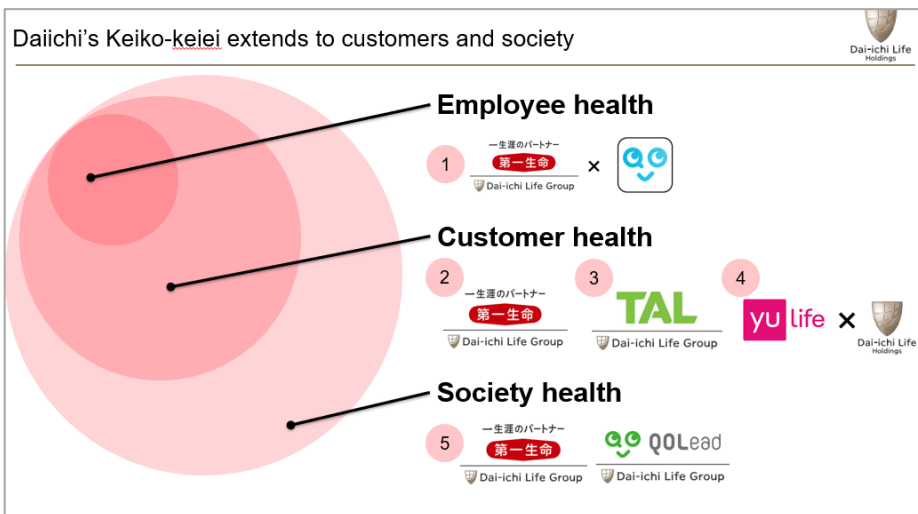 Daiichi's Keiko-keiei extends to customers and society
Dai-ichi Life
Holdings
Employee health
1
一生涯のパートナー
第一生命
Dai-ichi Life Group
×
Customer health
2
一生涯のパートナー
第一生命
Dai-ichi Life Group
3
TAL
Dai-ichi Life Group
4
yu life
×
Dai-ichi Life
Holdings
Society health
5
一生涯のパートナー
第一生命
Dai-ichi Life Group
QOLead
Dai-ichi Life Group